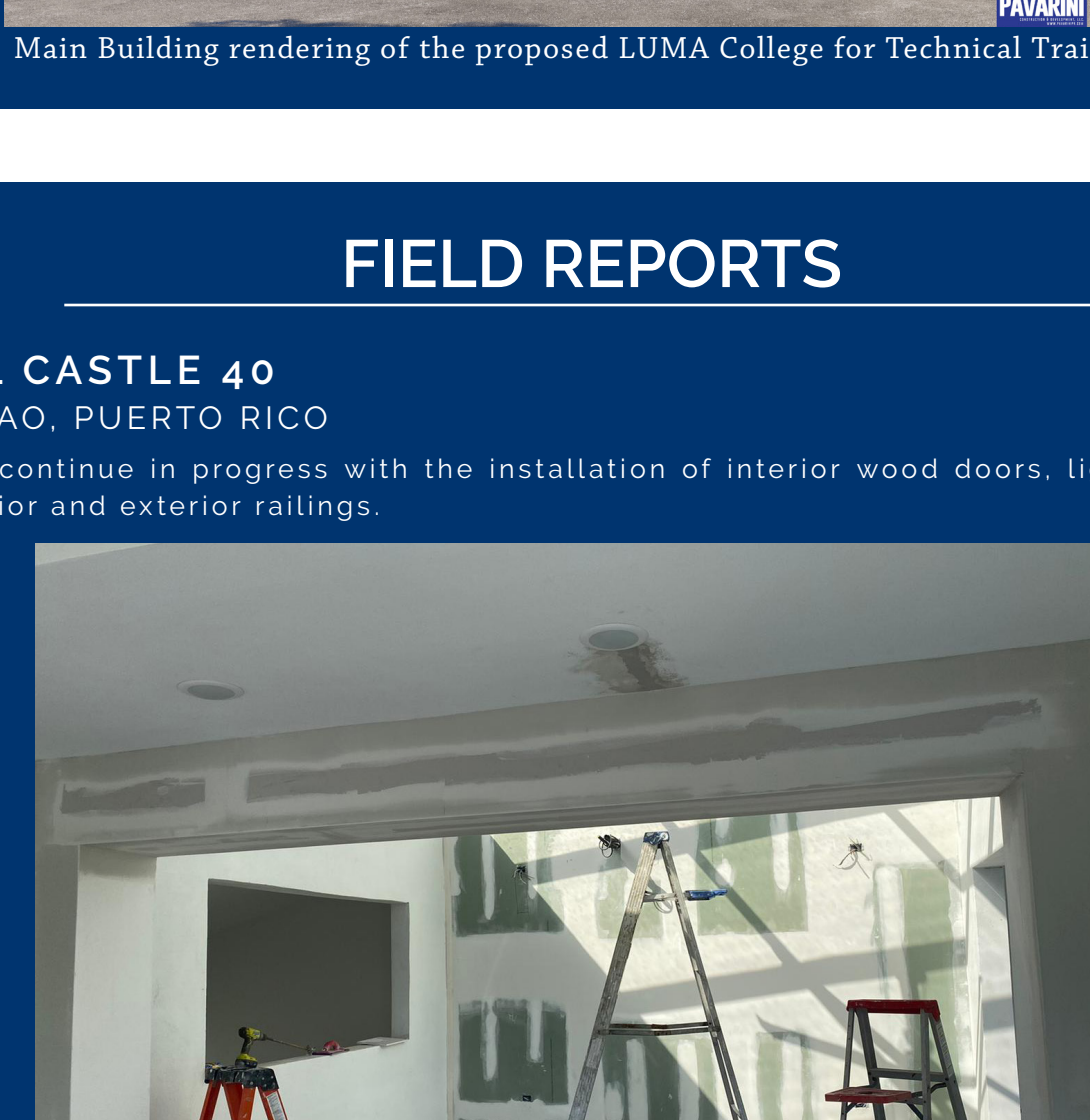 PAVARINI
Main Building rendering of the proposed LUMA College for Technical Trai
FIELD REPORTS
CASTLE 40
AO, PUERTO RICO
continue in progress with the installation of interior wood doors, li
ior and exterior railings.